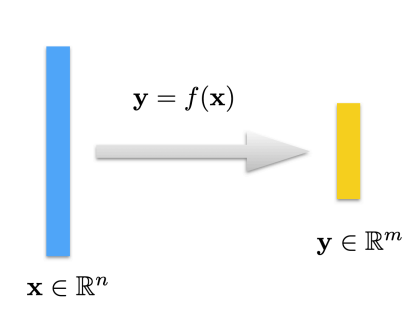 y = f(x)
y ∈ ℝᵐ
x ∈ ℝⁿ